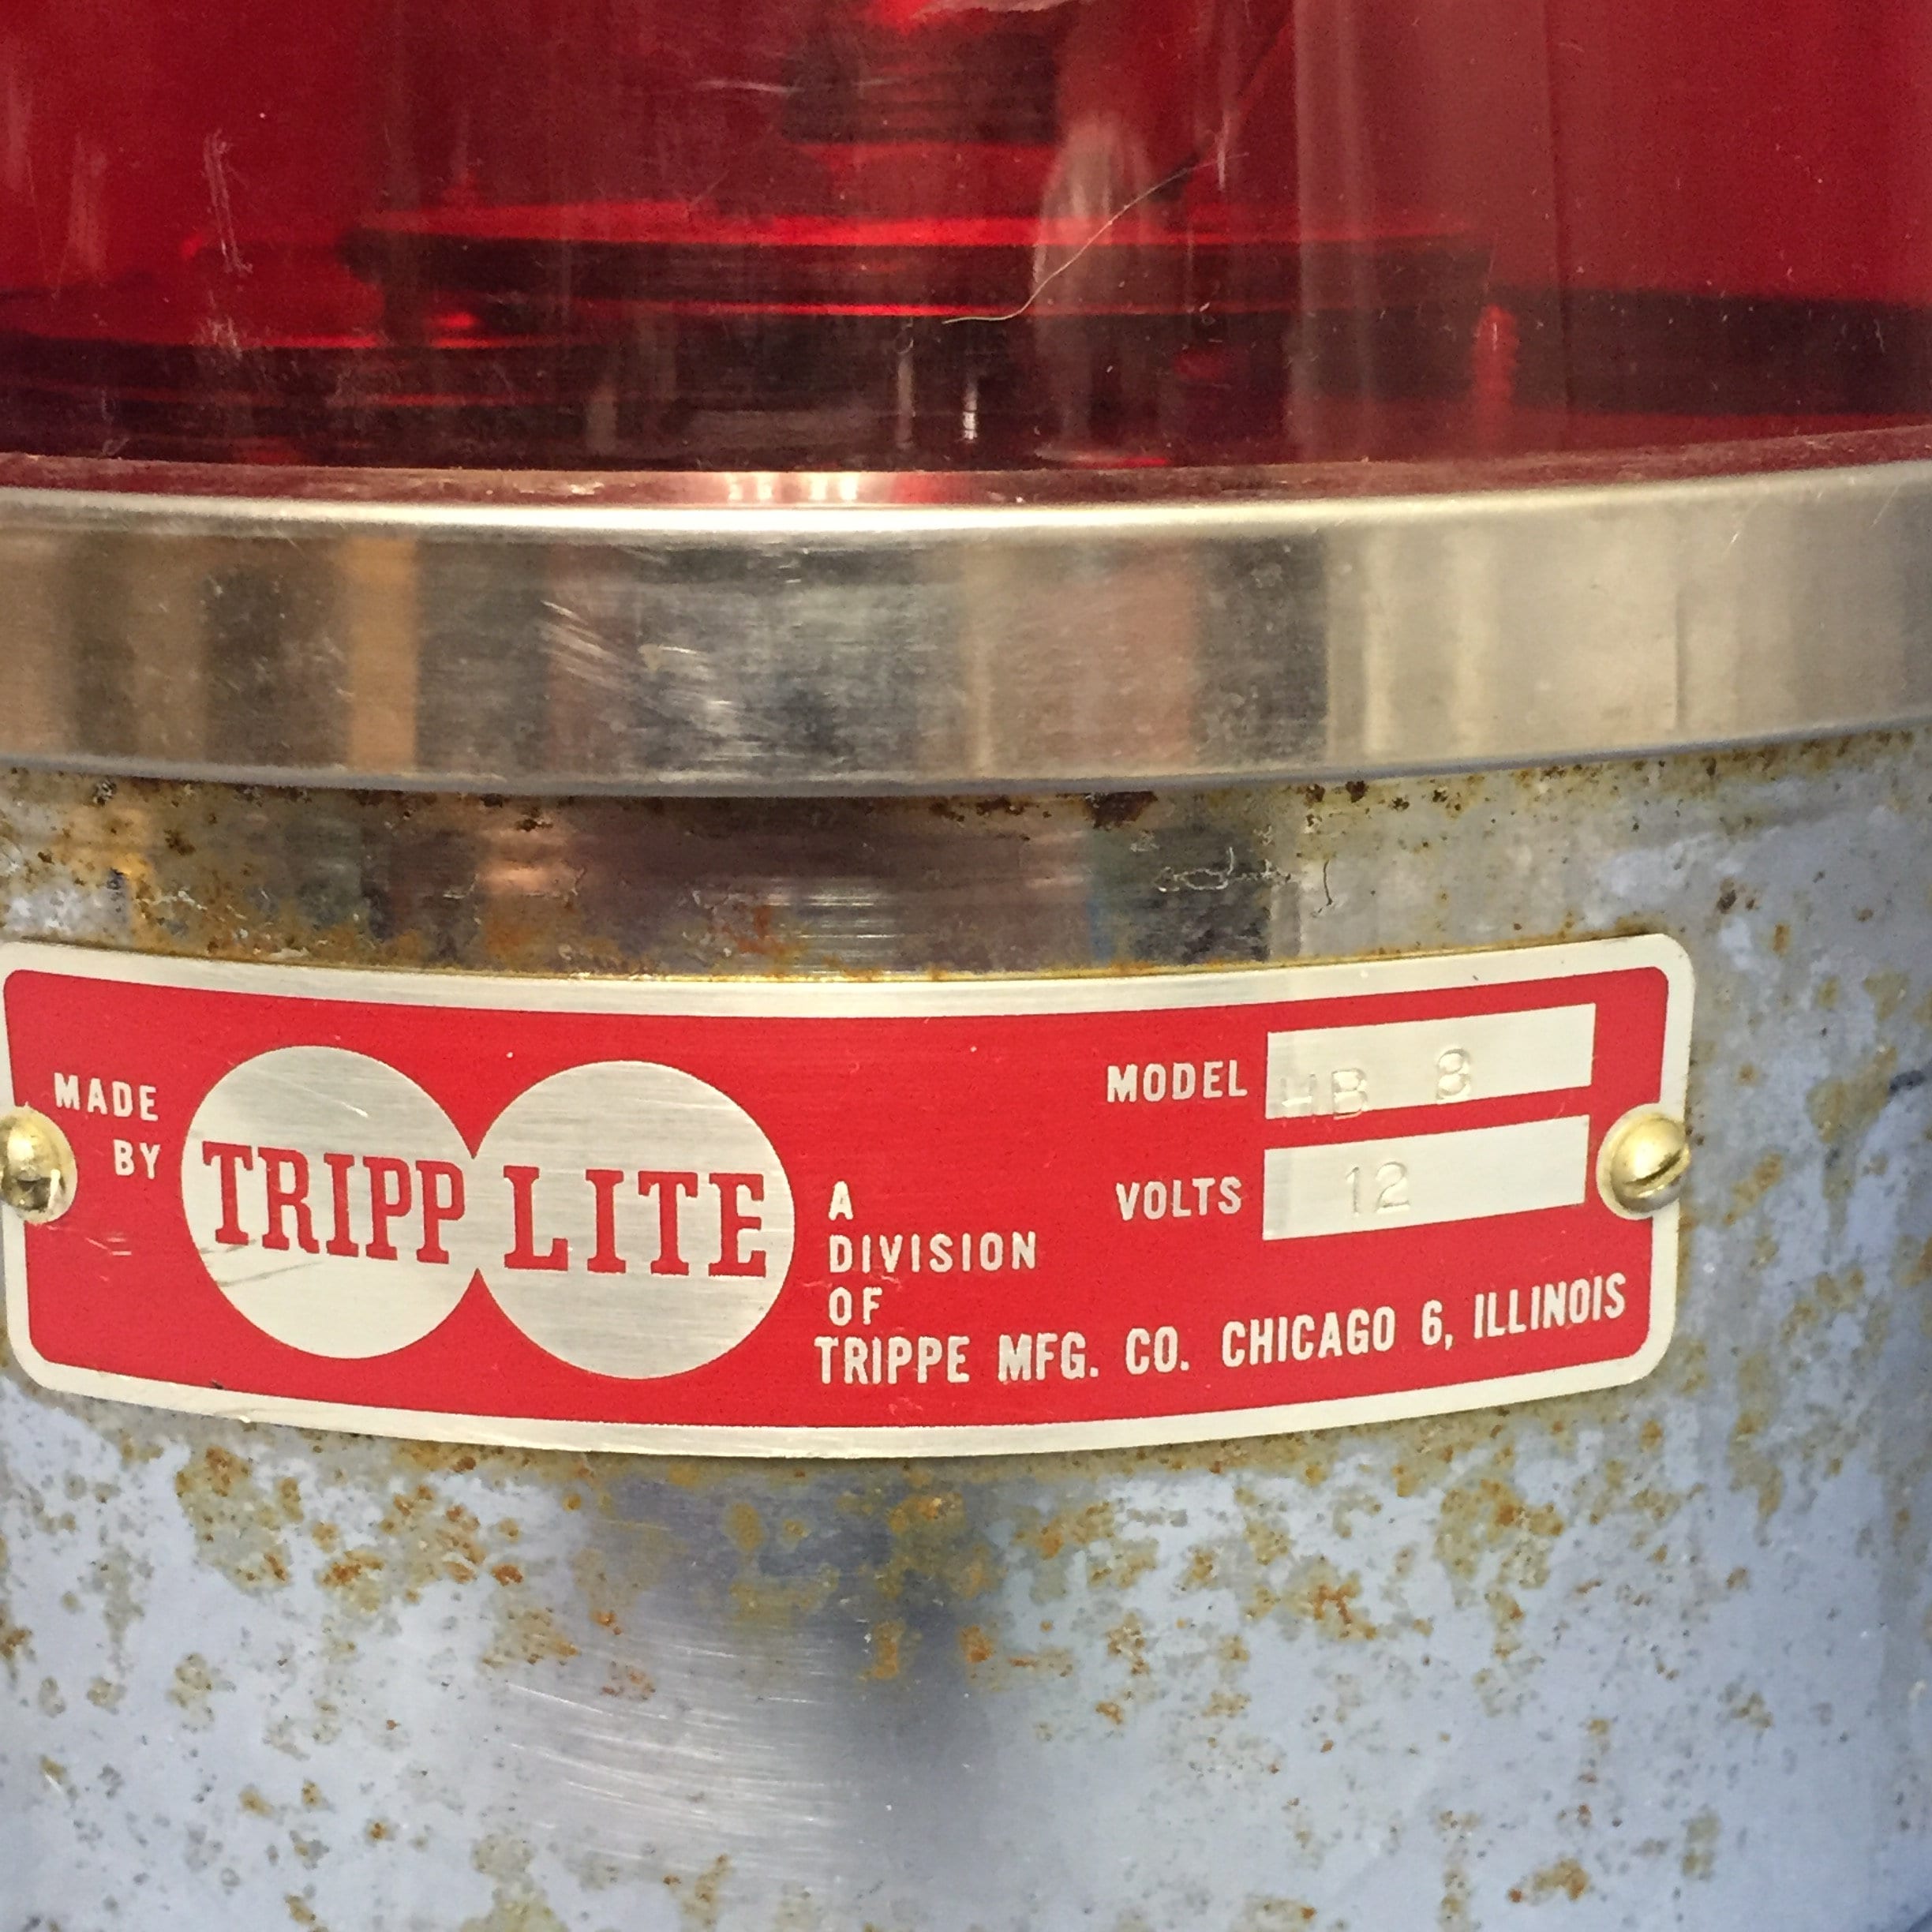 MADE
BY
TRIPP LITE
A
DIVISION
OF
TRIPPE MFG. CO. CHICAGO 6, ILLINOIS
MODEL HB 8
VOLTS 12